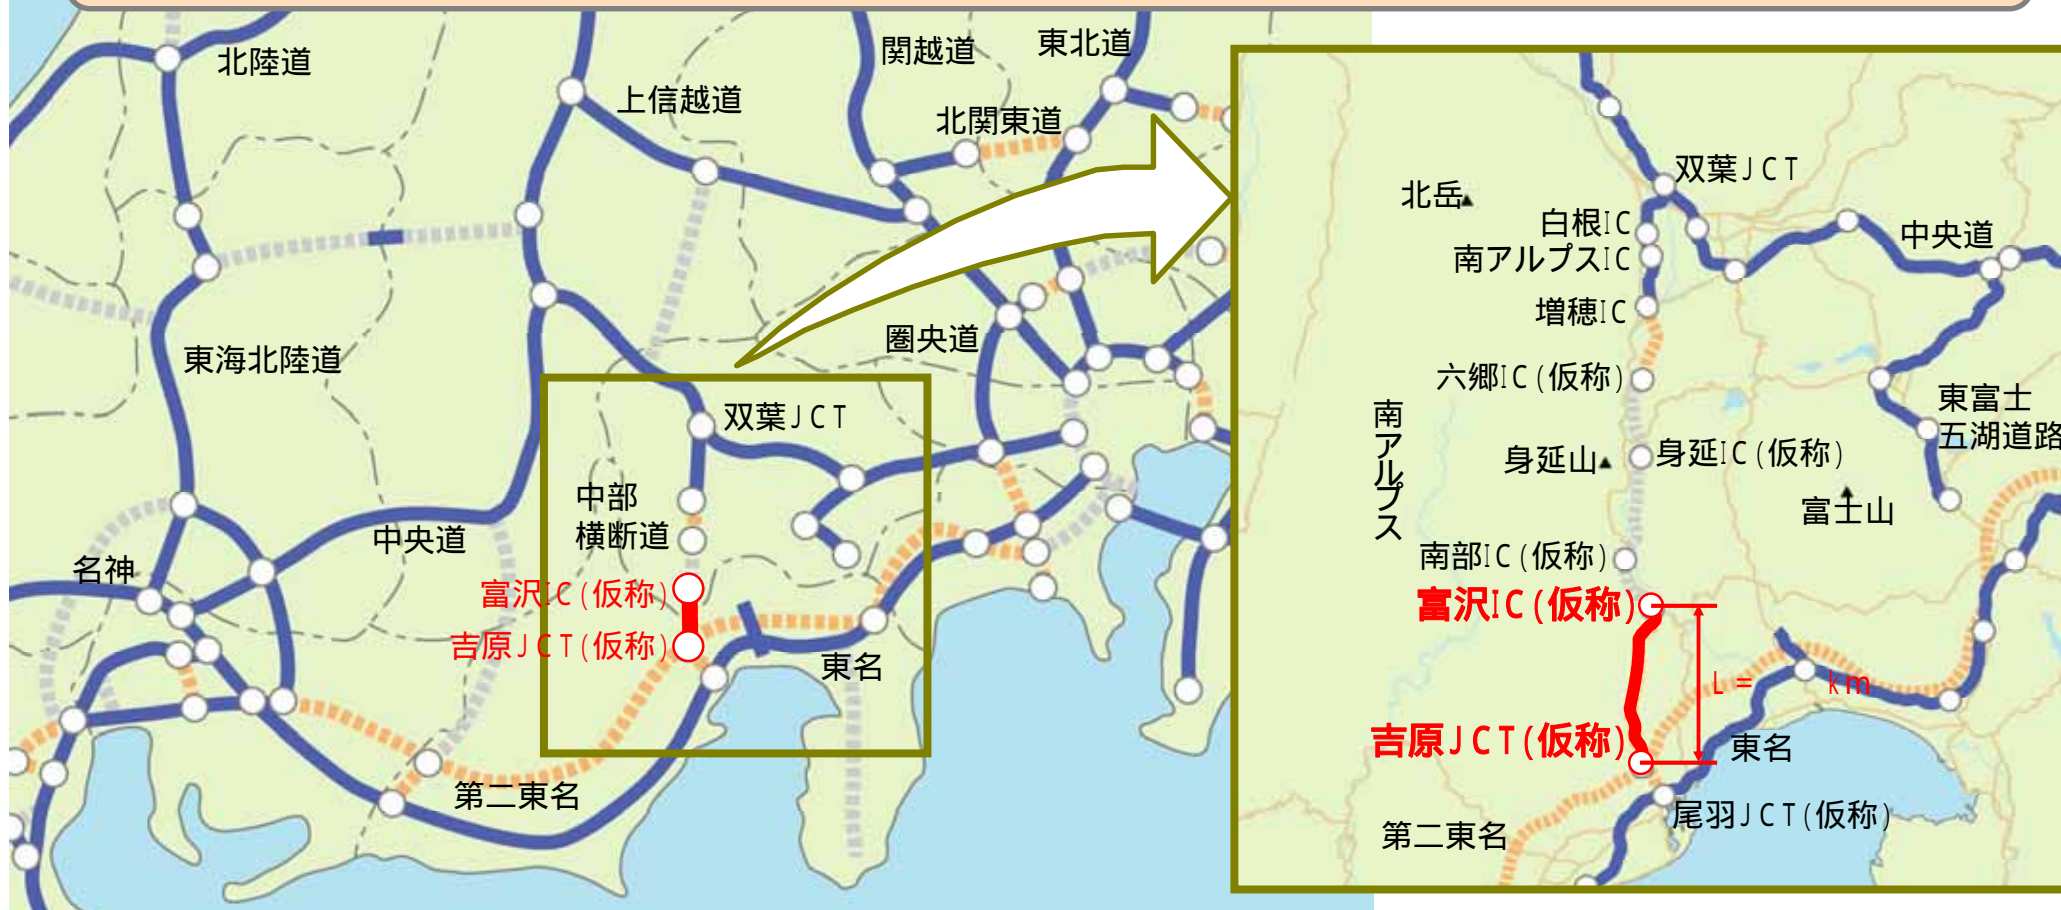 北陸道
上信越道
関越道
東北道
北関東道
東海北陸道
圏央道
双葉JCT
中部
横断道
中央道
名神
富沢IC(仮称)
吉原JCT(仮称)
東名
第二東名
双葉JCT
北岳
白根IC
南アルプスIC
中央道
増穂IC
六郷IC(仮称)
東富士
五湖道路
南アルプス
身延山
身延IC(仮称)
富士山
南部IC(仮称)
富沢IC(仮称)
L= km
吉原JCT(仮称)
東名
尾羽JCT(仮称)
第二東名